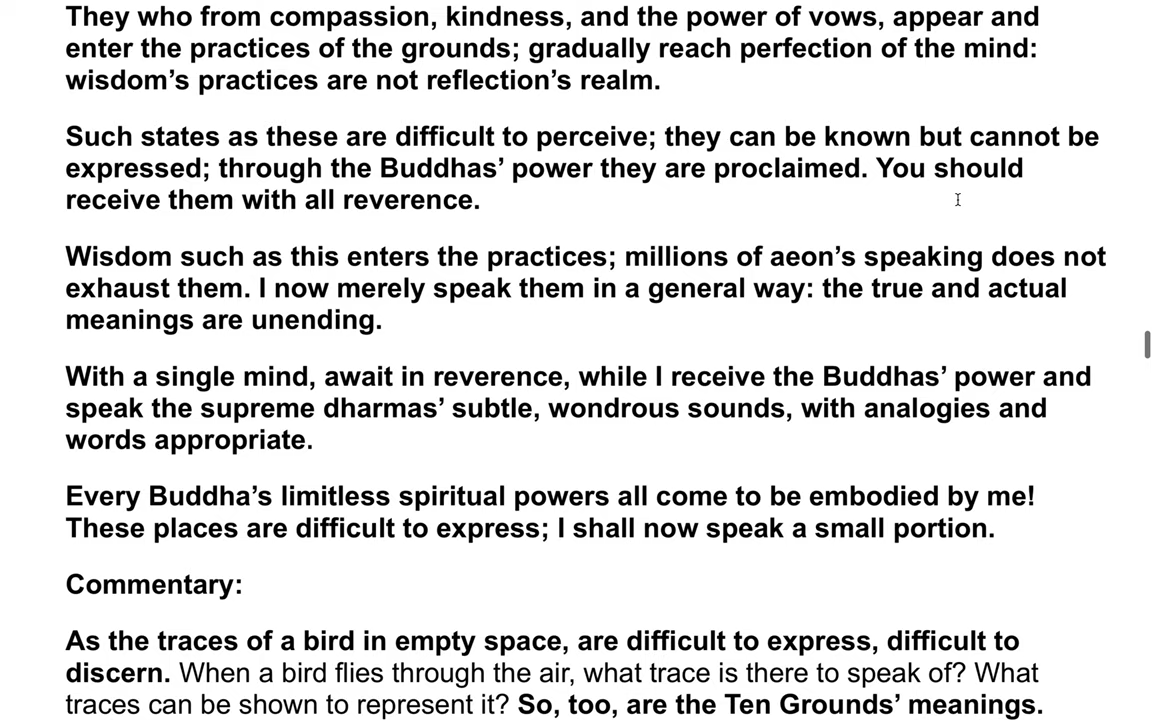 They who from compassion, kindness, and the power of vows, appear and
enter the practices of the grounds; gradually reach perfection of the mind:
wisdom’s practices are not reflection’s realm.
Such states as these are difficult to perceive; they can be known but cannot be
expressed; through the Buddhas’ power they are proclaimed. You should
receive them with all reverence.
Wisdom such as this enters the practices; millions of aeon’s speaking does not
exhaust them. I now merely speak them in a general way: the true and actual
meanings are unending.
With a single mind, await in reverence, while I receive the Buddhas’ power and
speak the supreme dharmas’ subtle, wondrous sounds, with analogies and
words appropriate.
Every Buddha’s limitless spiritual powers all come to be embodied by me!
These places are difficult to express; I shall now speak a small portion.
Commentary:
As the traces of a bird in empty space, are difficult to express, difficult to
discern. When a bird flies through the air, what trace is there to speak of? What
traces can be shown to represent it? So, too, are the Ten Grounds’ meanings.